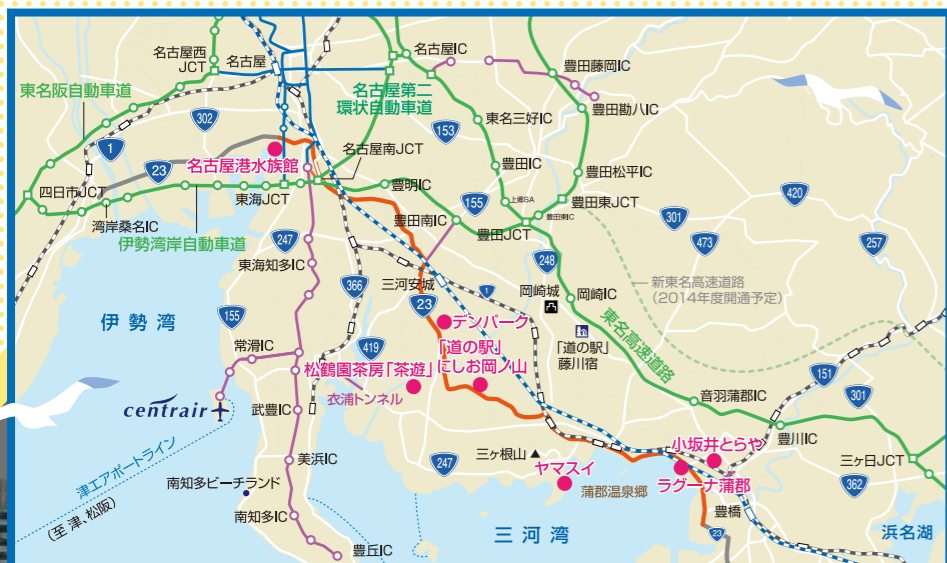 名古屋西
JCT
名古屋
名古屋IC
豊田藤岡IC
東名阪自動車道
名古屋第二
環状自動車道
豊田勘八IC
302
153
東名三好IC
1
23
名古屋港水族館
名古屋南JCT
豊田IC
豊田松平IC
420
四日市JCT
東海JCT
豊明IC
155
上郷SA
豊田東IC
豊田東JCT
301
湾岸桑名IC
豊田南IC
豊田JCT
473
257
伊勢湾岸自動車道
247
248
東海知多IC
366
三河安城
23
1
岡崎城
岡崎IC
新東名高速道路
(2014年度開通予定)
伊勢湾
155
デンパーク
東名高速道路
常滑IC
419
「道の駅」
にしお岡ノ山
「道の駅」
藤川宿
松鶴園茶房「茶遊」
衣浦トンネル
151
centrair
武豊IC
音羽蒲郡IC
301
豊川IC
津エアポートライン
(至 津、松阪)
美浜IC
247
三ヶ根山
小坂井とらや
三ヶ日JCT
ヤマスイ
ラグーナ蒲郡
362
南知多ビーチランド
蒲郡温泉郷
豊橋
南知多IC
三河湾
23
浜名湖
豊丘IC